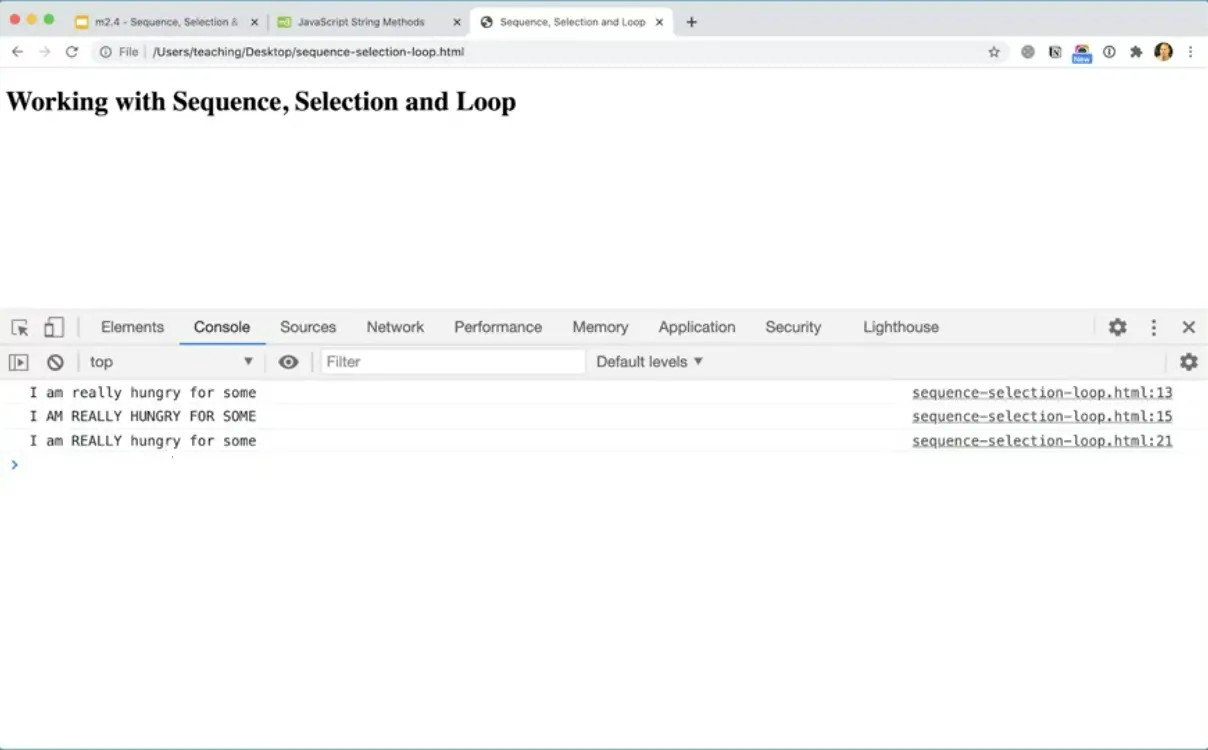 m2.4 - Sequence, Selection &
JavaScript String Methods
Sequence, Selection and Loop
File /Users/teaching/Desktop/sequence-selection-loop.html
New
Working with Sequence, Selection and Loop
Elements Console Sources Network Performance Memory Application Security Lighthouse
top Filter Default levels
I am really hungry for some sequence-selection-loop.html:13
I AM REALLY HUNGRY FOR SOME sequence-selection-loop.html:15
I am REALLY hungry for some sequence-selection-loop.html:21